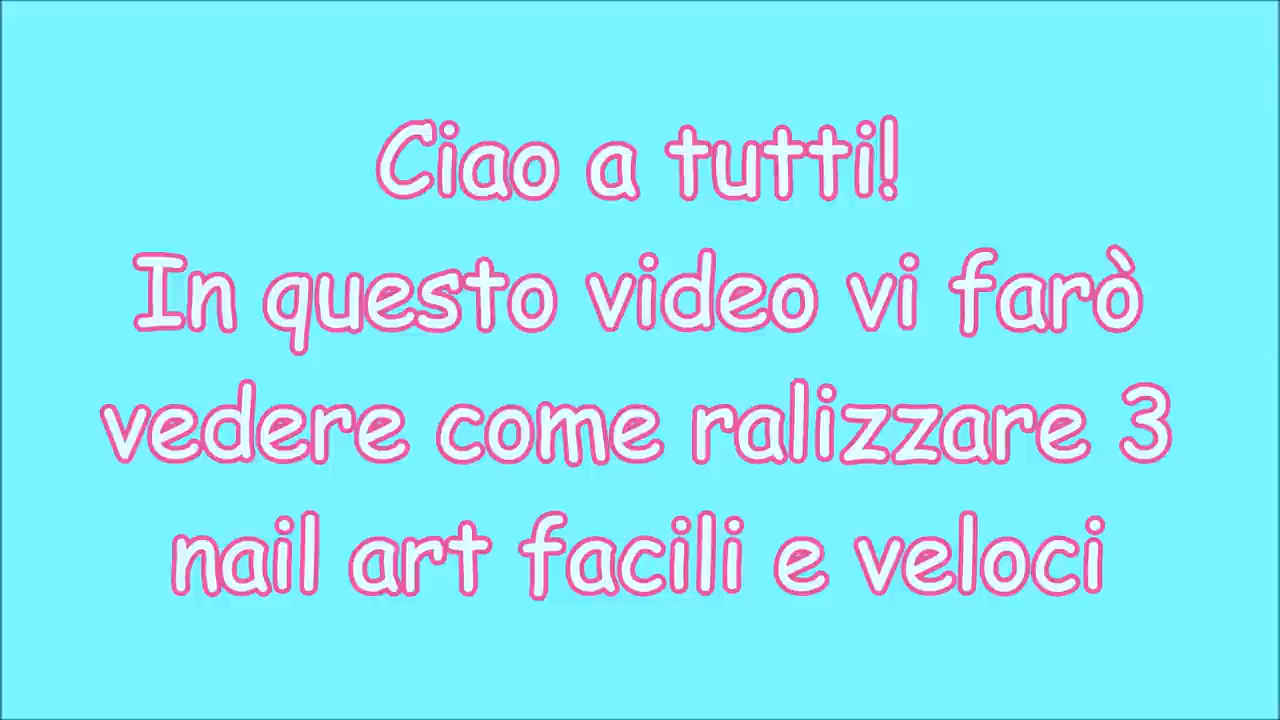 Ciao a tutti!
In questo video vi farò
vedere come ralizzare 3
nail art facili e veloci